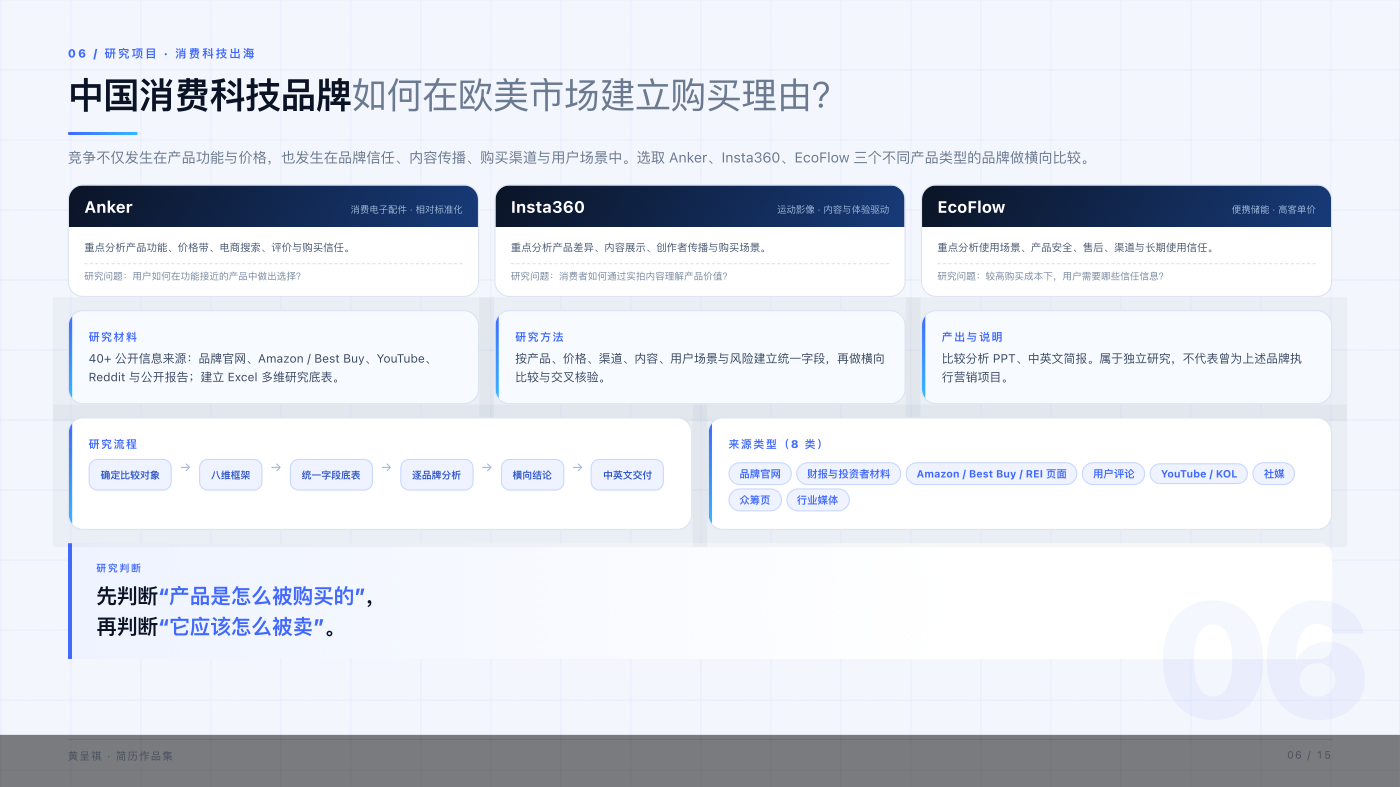 06 / 研究项目 · 消费科技出海
中国消费科技品牌如何在欧美市场建立购买理由?
竞争不仅发生在产品功能与价格，也发生在品牌信任、内容传播、购买渠道与用户场景中。选取 Anker、Insta360、EcoFlow 三个不同产品类型的品牌做横向比较。
Anker
消费电子配件 · 相对标准化
重点分析产品功能、价格带、电商搜索、评价与购买信任。
研究问题：用户如何在功能接近的产品中做出选择?
Insta360
运动影像 · 内容与体验驱动
重点分析产品差异、内容展示、创作者传播与购买场景。
研究问题：消费者如何通过实拍内容理解产品价值?
EcoFlow
便携储能 · 高客单价
重点分析使用场景、产品安全、售后、渠道与长期使用信任。
研究问题：较高购买成本下，用户需要哪些信任信息?
研究材料
40+ 公开信息来源：品牌官网、Amazon / Best Buy、YouTube、
Reddit 与公开报告；建立 Excel 多维研究底表。
研究方法
按产品、价格、渠道、内容、用户场景与风险建立统一字段，再做横向
比较与交叉核验。
产出与说明
比较分析 PPT、中英文简报。属于独立研究，不代表曾为上述品牌执
行营销项目。
研究流程
确定比较对象 → 八维框架 → 统一字段底表 → 逐品牌分析 → 横向结论 → 中英文交付
来源类型（8 类）
品牌官网 财报与投资者材料 Amazon / Best Buy / REI 页面 用户评论 YouTube / KOL 社媒
众筹页 行业媒体
研究判断
先判断“产品是怎么被购买的”，
再判断“它应该怎么被卖”。
06
黄呈祺 · 简历作品集
06 / 15